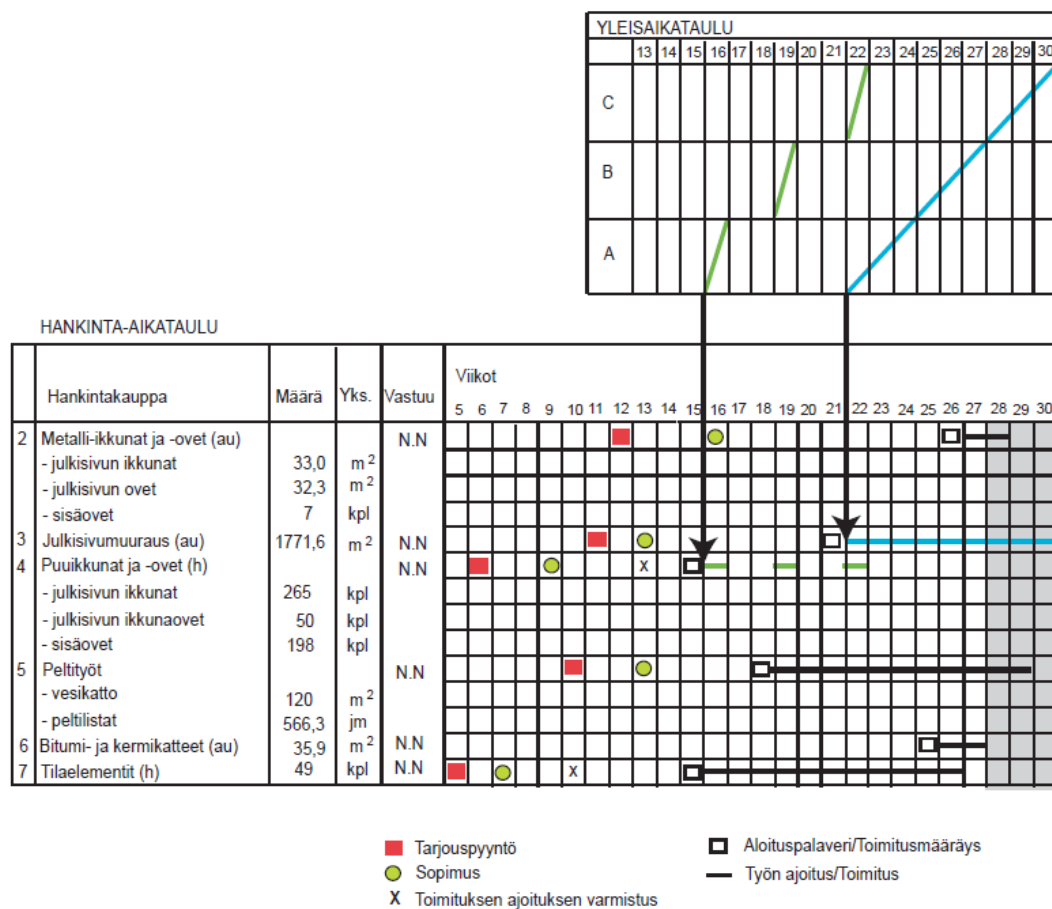 YLEISAIKATAULU
13 14 15 16 17 18 19 20 21 22 23 24 25 26 27 28 29 30
C
B
A
HANKINTA-AIKATAULU
Hankintakauppa Määrä Yks. Vastuu Viikot
5 6 7 8 9 10 11 12 13 14 15 16 17 18 19 20 21 22 23 24 25 26 27 28 29 30
2 Metalli-ikkunat ja -ovet (au) N.N
- julkisivun ikkunat 33,0 m²
- julkisivun ovet 32,3 m²
- sisäovet 7 kpl
3 Julkisivumuuraus (au) 1771,6 m² N.N
4 Puuikkunat ja -ovet (h) N.N X
- julkisivun ikkunat 265 kpl
- julkisivun ikkunaovet 50 kpl
- sisäovet 198 kpl
5 Peltityöt N.N
- vesikatto 120 m²
- peltilistat 566,3 jm
6 Bitumi- ja kermikatteet (au) 35,9 m² N.N
7 Tilaelementit (h) 49 kpl N.N X
Tarjouspyyntö
Sopimus
X Toimituksen ajoituksen varmistus
Aloituspalaveri/Toimitusmääräys
Työn ajoitus/Toimitus